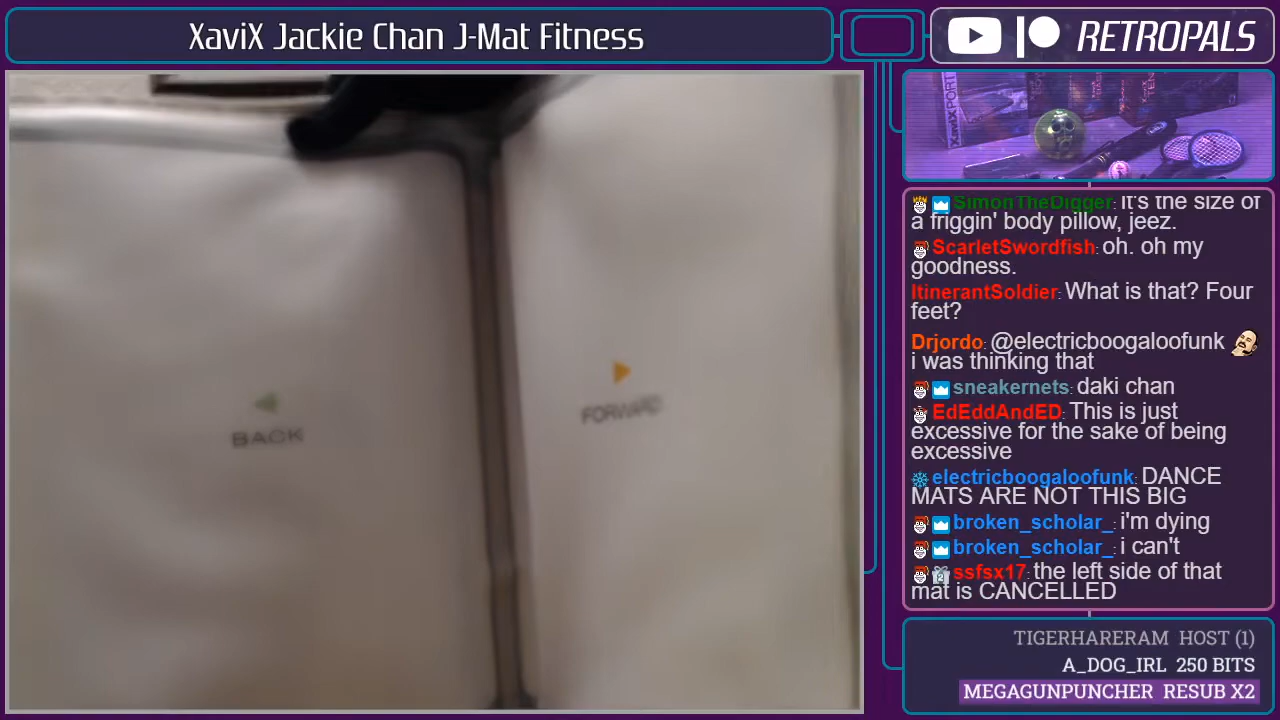 XaviX Jackie Chan J-Mat Fitness
RETROPALS
BACK
FORWARD
SimonTheDigger: It's the size of
a friggin' body pillow, jeez.
ScarletSwordfish: oh. oh my
goodness.
ItinerantSoldier: What is that? Four
feet?
Drjordo: @electricboogaloofunk
i was thinking that
sneakernets: daki chan
EdEddAndED: This is just
excessive for the sake of being
excessive
electricboogaloofunk: DANCE
MATS ARE NOT THIS BIG
broken_scholar_: i'm dying
broken_scholar_: i can't
ssfsx17: the left side of that
mat is CANCELLED
TIGERHARERAM HOST (1)
A_DOG_IRL 250 BITS
MEGAGUNPUNCHER RESUB X2